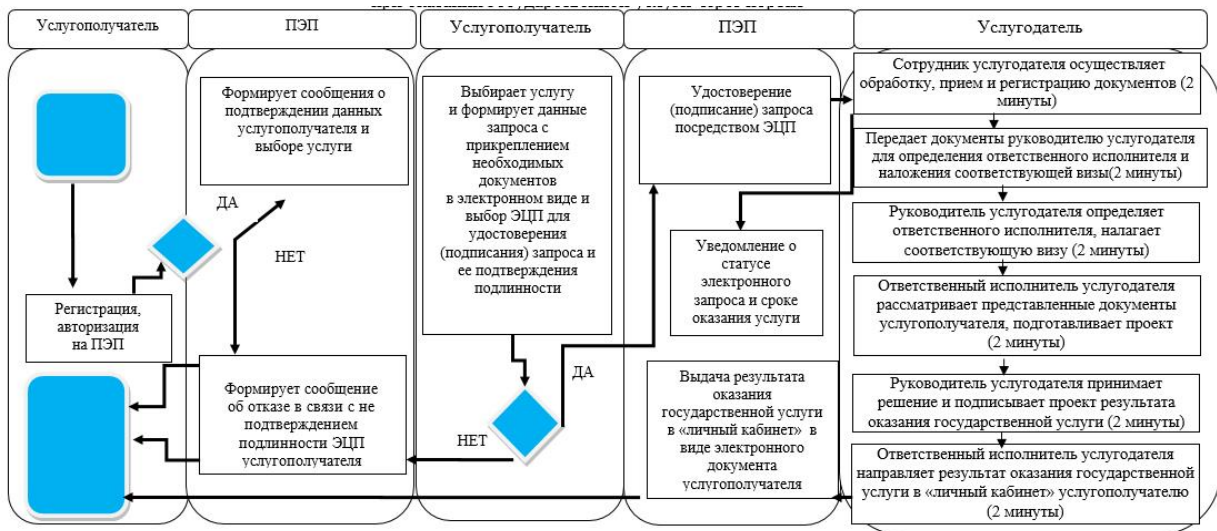 при оказании государственной услуги через портал
Услугополучатель
ПЭП
Услугополучатель
ПЭП
Услугодатель
Регистрация,
авторизация
на ПЭП
ДА
НЕТ
Формирует сообщения о
подтверждении данных
услугополучателя и
выборе услуги
Формирует сообщение
об отказе в связи с не
подтверждением
подлинности ЭЦП
услугополучателя
Выбирает услугу
и формирует данные
запроса с
прикреплением
необходимых
документов
в электронном виде и
выбор ЭЦП для
удостоверения
(подписания) запроса и
ее подтверждения
подлинности
ДА
НЕТ
Удостоверение
(подписание) запроса
посредством ЭЦП
Уведомление о
статусе
электронного
запроса и сроке
оказания услуги
Выдача результата
оказания
государственной услуги
в «личный кабинет» в
виде электронного
документа
услугополучателя
Сотрудник услугодателя осуществляет
обработку, прием и регистрацию документов (2
минуты)
Передает документы руководителю услугодателя
для определения ответственного исполнителя и
наложения соответствующей визы(2 минуты)
Руководитель услугодателя определяет
ответственного исполнителя, налагает
соответствующую визу (2 минуты)
Ответственный исполнитель услугодателя
рассматривает представленные документы
услугополучателя, подготавливает проект
(2 минуты)
Руководитель услугодателя принимает
решение и подписывает проект результата
оказания государственной услуги (2 минуты)
Ответственный исполнитель услугодателя
направляет результат оказания государственной
услуги в «личный кабинет» услугополучателю
(2 минуты)